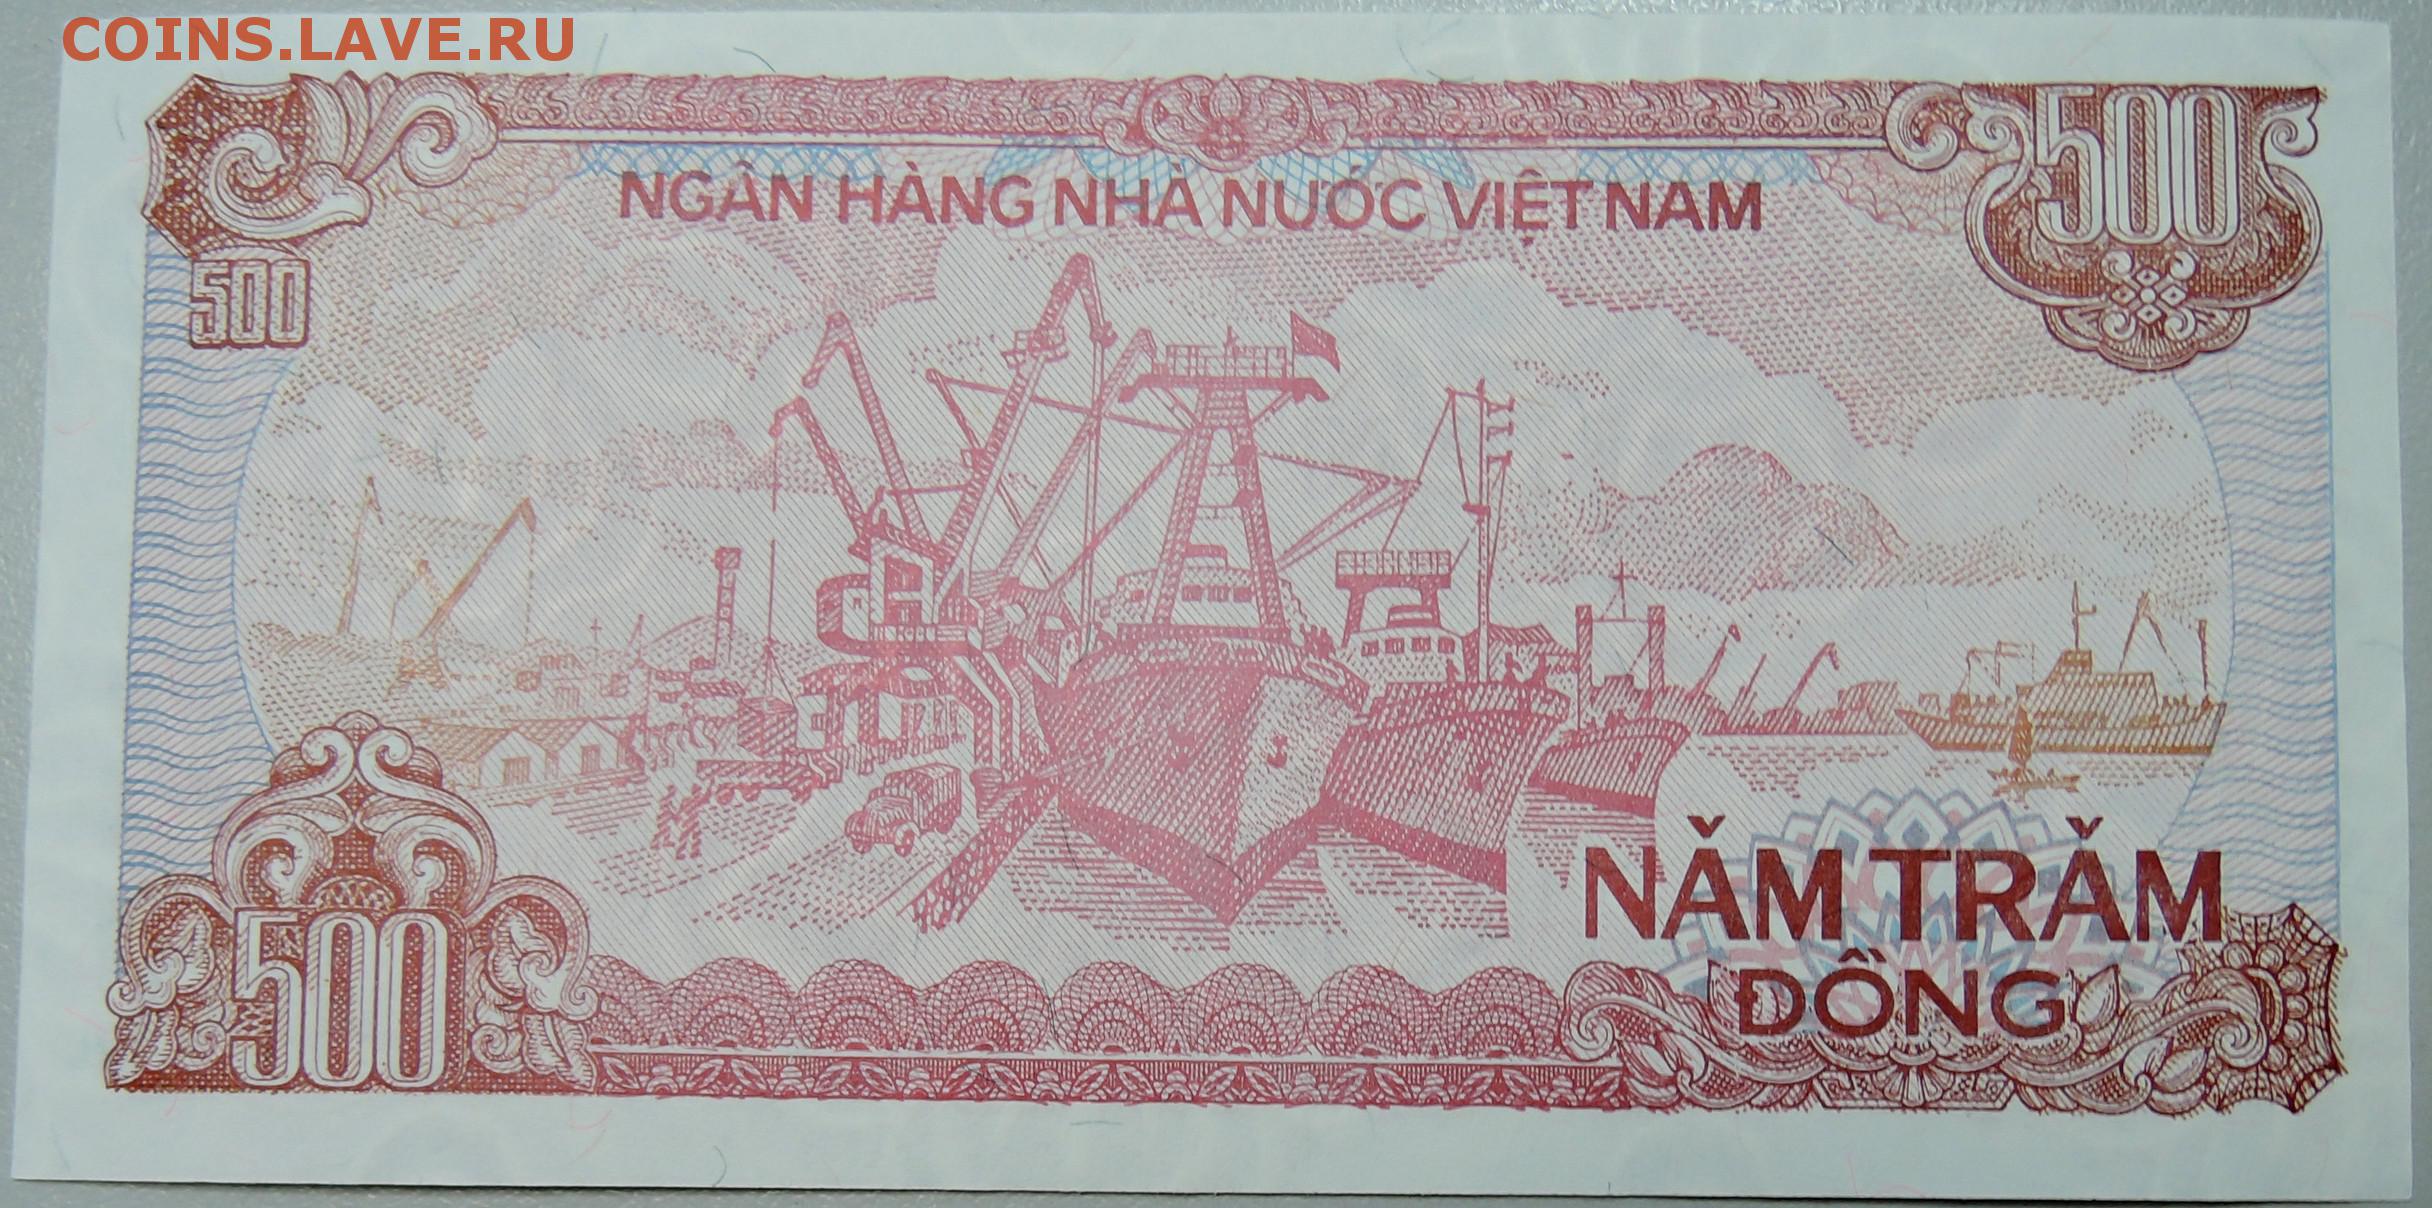 COINS.LAVE.RU
500
NGÂN HÀNG NHÀ NƯỚC VIỆT NAM
500
NĂM TRĂM
ĐỒNG
500